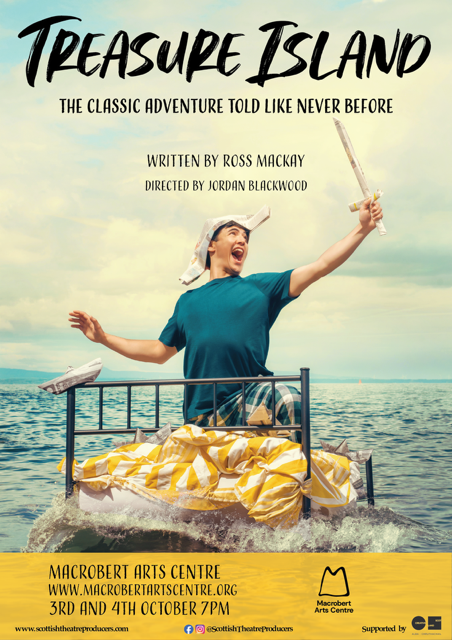 TREASURE ISLAND
THE CLASSIC ADVENTURE TOLD LIKE NEVER BEFORE
WRITTEN BY ROSS MACKAY
DIRECTED BY JORDAN BLACKWOOD
MACROBERT ARTS CENTRE
WWW.MACROBERTARTSCENTRE.ORG
3RD AND 4TH OCTOBER 7PM
Macrobert
Arts Centre
www.scottishtheatreproducers.com
@ScottishTheatreProducers
Supported by
CS